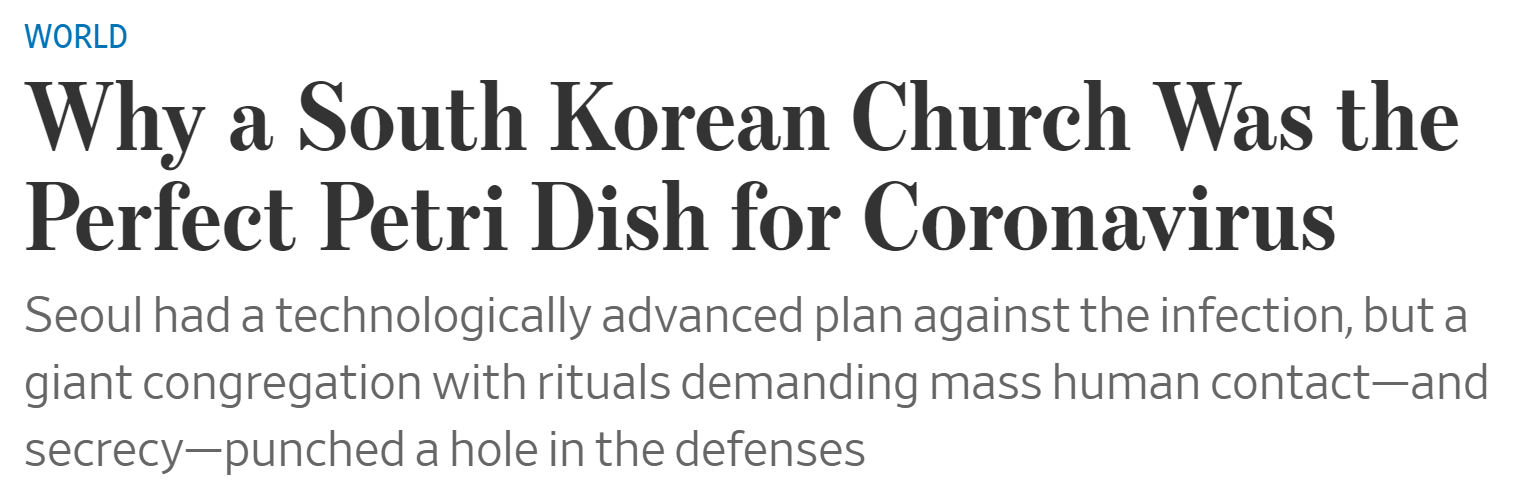 WORLD
Why a South Korean Church Was the
Perfect Petri Dish for Coronavirus
Seoul had a technologically advanced plan against the infection, but a
giant congregation with rituals demanding mass human contact—and
secrecy—punched a hole in the defenses